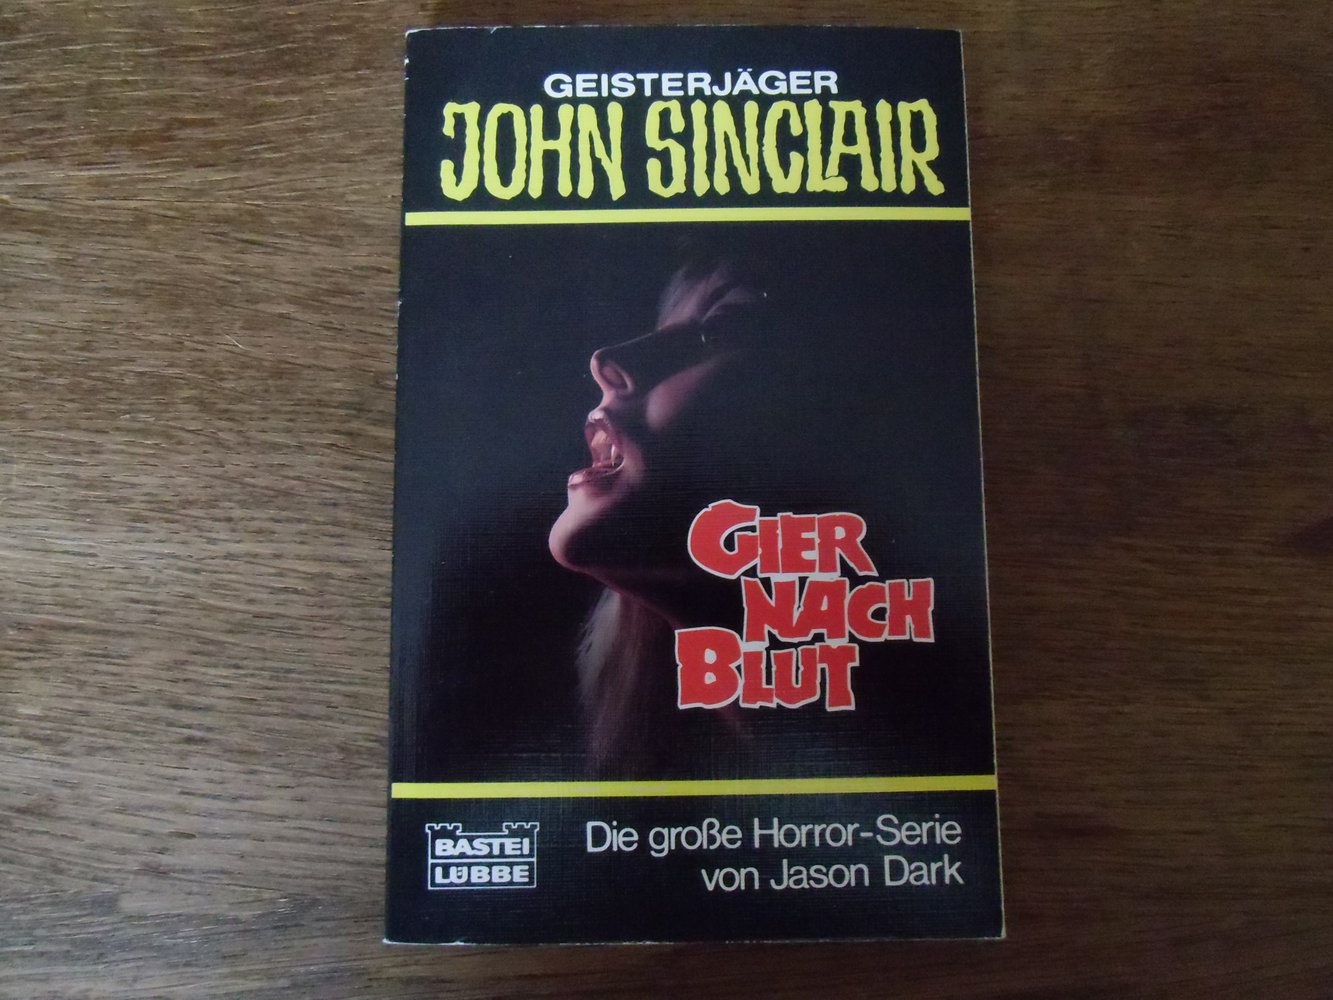 GEISTERJÄGER
JOHN SINCLAIR
GIER
NACH
BLUT
BASTEI
LÜBBE
Die große Horror-Serie
von Jason Dark